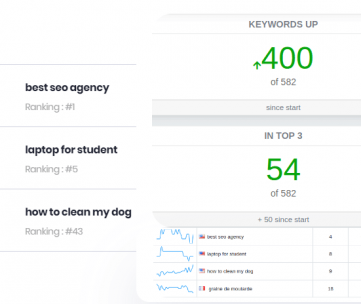 best seo agency
Ranking : #1
laptop for student
Ranking : #5
how to clean my dog
Ranking : #43
KEYWORDS UP
400
of 582
since start
IN TOP 3
54
of 582
+ 50 since start
best seo agency 4
laptop for student 8
how to clean my dog 9
graine de moutarde 15